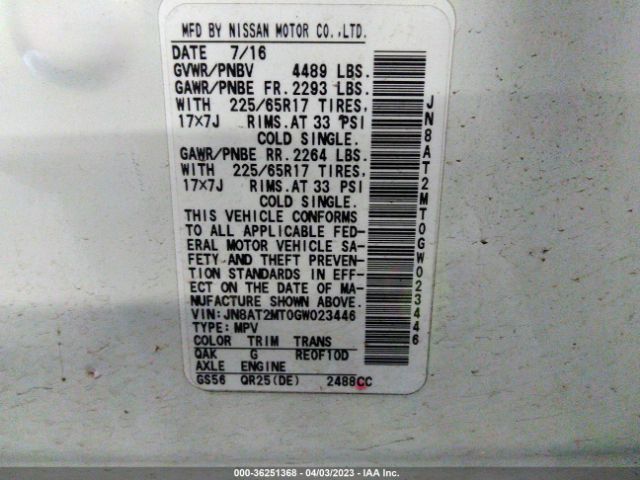 MFD BY NISSAN MOTOR CO.,LTD.
DATE 7/16
GVWR/PNBV 4489 LBS.
GAWR/PNBE FR. 2293 LBS.
WITH 225/65R17 TIRES,
17x7J RIMS.AT 33 PSI
COLD SINGLE.
GAWR/PNBE RR. 2264 LBS.
WITH 225/65R17 TIRES,
17x7J RIMS.AT 33 PSI
COLD SINGLE.
THIS VEHICLE CONFORMS
TO ALL APPLICABLE FED-
ERAL MOTOR VEHICLE SA-
FETY AND THEFT PREVEN-
TION STANDARDS IN EFF-
ECT ON THE DATE OF MA-
NUFACTURE SHOWN ABOVE.
VIN: JN8AT2MT0GW023446
TYPE: MPV
COLOR TRIM TRANS
QAK G RE0F10D
AXLE ENGINE
GS56 QR25(DE) 2488CC
JN8AT2MT0GW023446
000-36251368 - 04/03/2023 - IAA Inc.